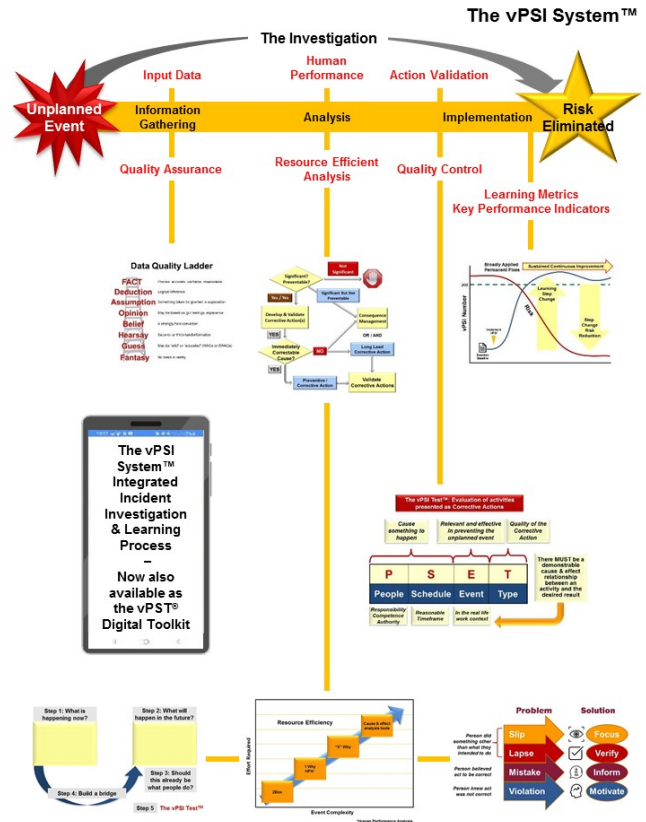 The vPSI System™
The Investigation
Input Data
Human
Performance
Action Validation
Unplanned
Event
Information
Gathering
Analysis
Implementation
Risk
Eliminated
Quality Assurance
Resource Efficient
Analysis
Quality Control
Learning Metrics
Key Performance Indicators
Data Quality Ladder
FACT
Deduction
Assumption
Opinion
Belief
Hearsay
Guess
Fantasy
Significant?
Preventable?
Not
Significant
Yes / Yes
Significant But Not
Preventable
Develop & Validate
Corrective Action(s)
Consequence
Management
OR / AND
YES
Immediately
Correctable
Cause?
NO
Long Lead
Corrective Action
YES
Preventive /
Corrective Action
Validate
Corrective Actions
Broadly Applied
Permanent Fixes
Sustained Continuous Improvement
vPSI Number
Risk
Learning
Step
Change
Step
Change
Risk
Reduction
The vPSI
System™
Integrated
Incident
Investigation
& Learning
Process
–
Now also
available as
the vPST®
Digital Toolkit
The vPSI Test™: Evaluation of activities
presented as Corrective Actions
Cause
something to
happen
Relevant and effective
in preventing the
unplanned event
Quality of the
Corrective
Action
P S E T
People Schedule Event Type
Responsibility
Competence
Authority
Reasonable
Timeframe
In the real life
work context
There MUST be a
demonstrable
cause & effect
relationship
between an
activity and the
desired result
Step 1: What is
happening now?
Step 2: What will
happen in the future?
Step 3: Should
this already be
what people do?
Step 4: Build a bridge
Step 5 The vPSI Test™
Resource Efficiency
Effort Required
Cause & effect
analysis tools
"X" Why
1 Why
HPA*
2Box
Event Complexity
*Human Performance Analysis
Problem
Solution
Person did
something other
than what they
intended to do
Slip
Focus
Lapse
Verify
Person believed
act to be correct
Mistake
Inform
Person knew act
was not correct
Violation
Motivate